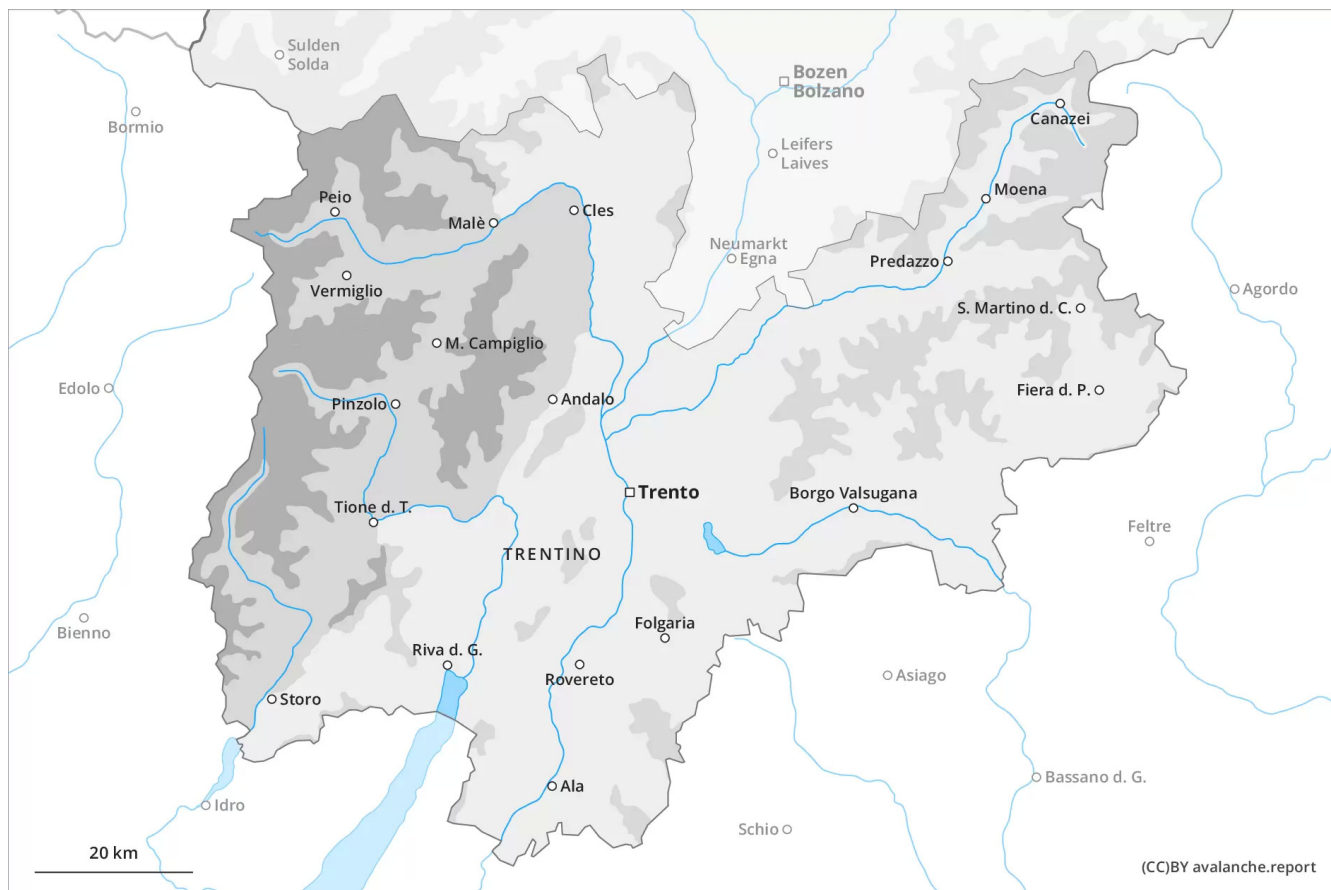 Sulden
Solda
Bozen
Bolzano
Bormio
Canazei
Leifers
Laives
Peio
Moena
Malè
Cles
Neumarkt
Egna
Predazzo
Vermiglio
Agordo
S. Martino d. C.
M. Campiglio
Edolo
Fiera d. P.
Pinzolo
Andalo
Trento
Borgo Valsugana
Tione d. T.
Feltre
TRENTINO
Bienno
Folgaria
Riva d. G.
Rovereto
Asiago
Storo
Bassano d. G.
Ala
Idro
Schio
20 km
(CC)BY avalanche.report